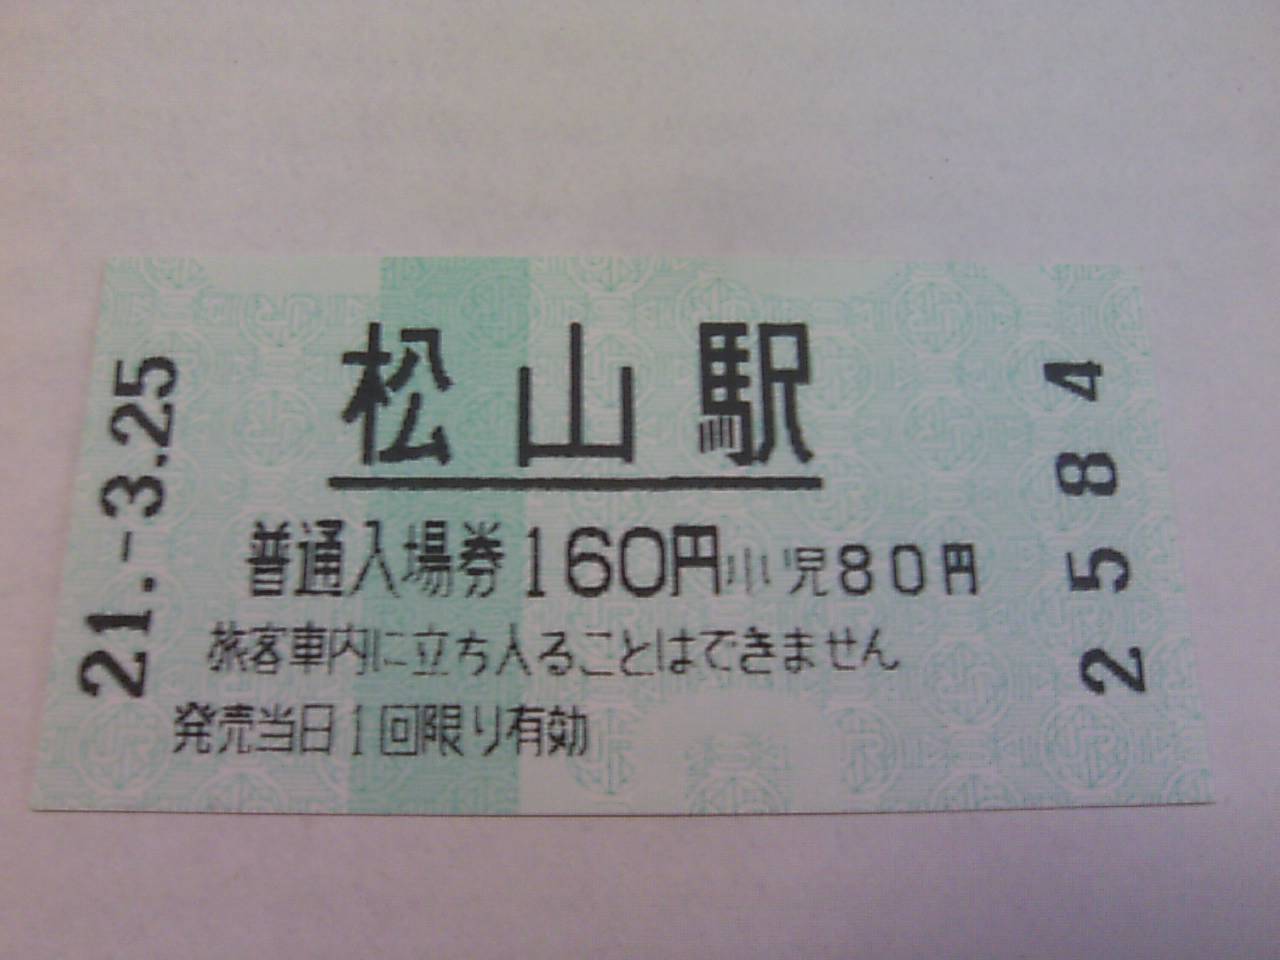 松山駅
普通入場券160円小児80円
旅客車内に立ち入ることはできません
発売当日1回限り有効
21.-3.25
2584